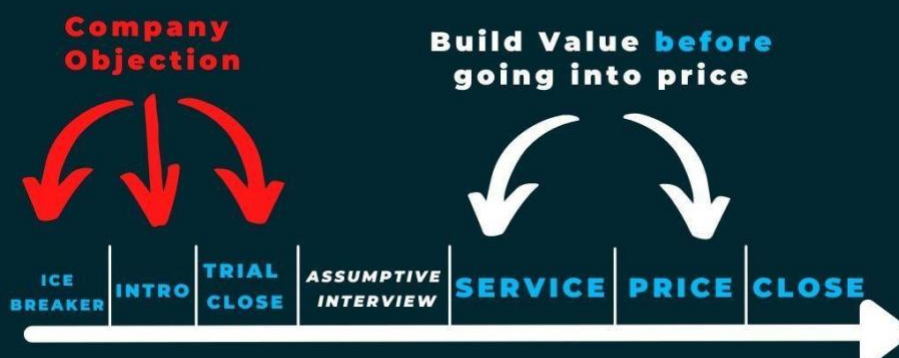 Company
Objection
Build Value before
going into price
ICE
BREAKER
INTRO
TRIAL
CLOSE
ASSUMPTIVE
INTERVIEW
SERVICE
PRICE
CLOSE